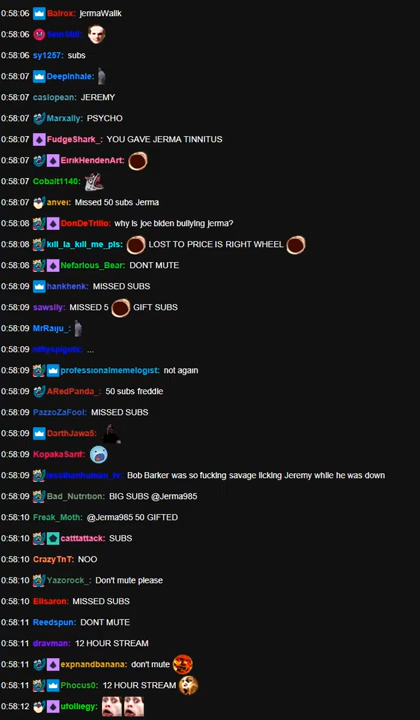 0:58:06 Balrox: jermaWalk
0:58:06 
0:58:06 sy1257: subs
0:58:07 DeepInhale:
0:58:07 casiopean: JEREMY
0:58:07 Marxally: PSYCHO
0:58:07 FudgeShark_: YOU GAVE JERMA TINNITUS
0:58:07 EirikHendenArt:
0:58:07 Cobalt1140:
0:58:07 anvei: Missed 50 subs Jerma
0:58:08 DonDeTrillo: why is joe biden bullying jerma?
0:58:08 kill_la_kill_me_pls: LOST TO PRICE IS RIGHT WHEEL
0:58:08 Nefarious_Bear: DONT MUTE
0:58:09 hankhenk: MISSED SUBS
0:58:09 sawslly: MISSED 5 GIFT SUBS
0:58:09 MrRaiju_:
0:58:09 ...
0:58:09 professionalmemelogist: not again
0:58:09 ARedPanda_: 50 subs freddie
0:58:09 PazzoZaFool: MISSED SUBS
0:58:09 DarthJawa5:
0:58:09 KopakaSarif:
0:58:09 lessthanhuman_tv: Bob Barker was so fucking savage licking Jeremy while he was down
0:58:09 Bad_Nutrition: BIG SUBS @Jerma985
0:58:10 Freak_Moth: @Jerma985 50 GIFTED
0:58:10 catttattack: SUBS
0:58:10 CrazyTnT: NOO
0:58:10 Yazorock_: Don't mute please
0:58:10 Elisaron: MISSED SUBS
0:58:11 Reedspun: DONT MUTE
0:58:11 dravman: 12 HOUR STREAM
0:58:11 expnandbanana: don't mute
0:58:11 Phocus0: 12 HOUR STREAM
0:58:12 ufolliegy: